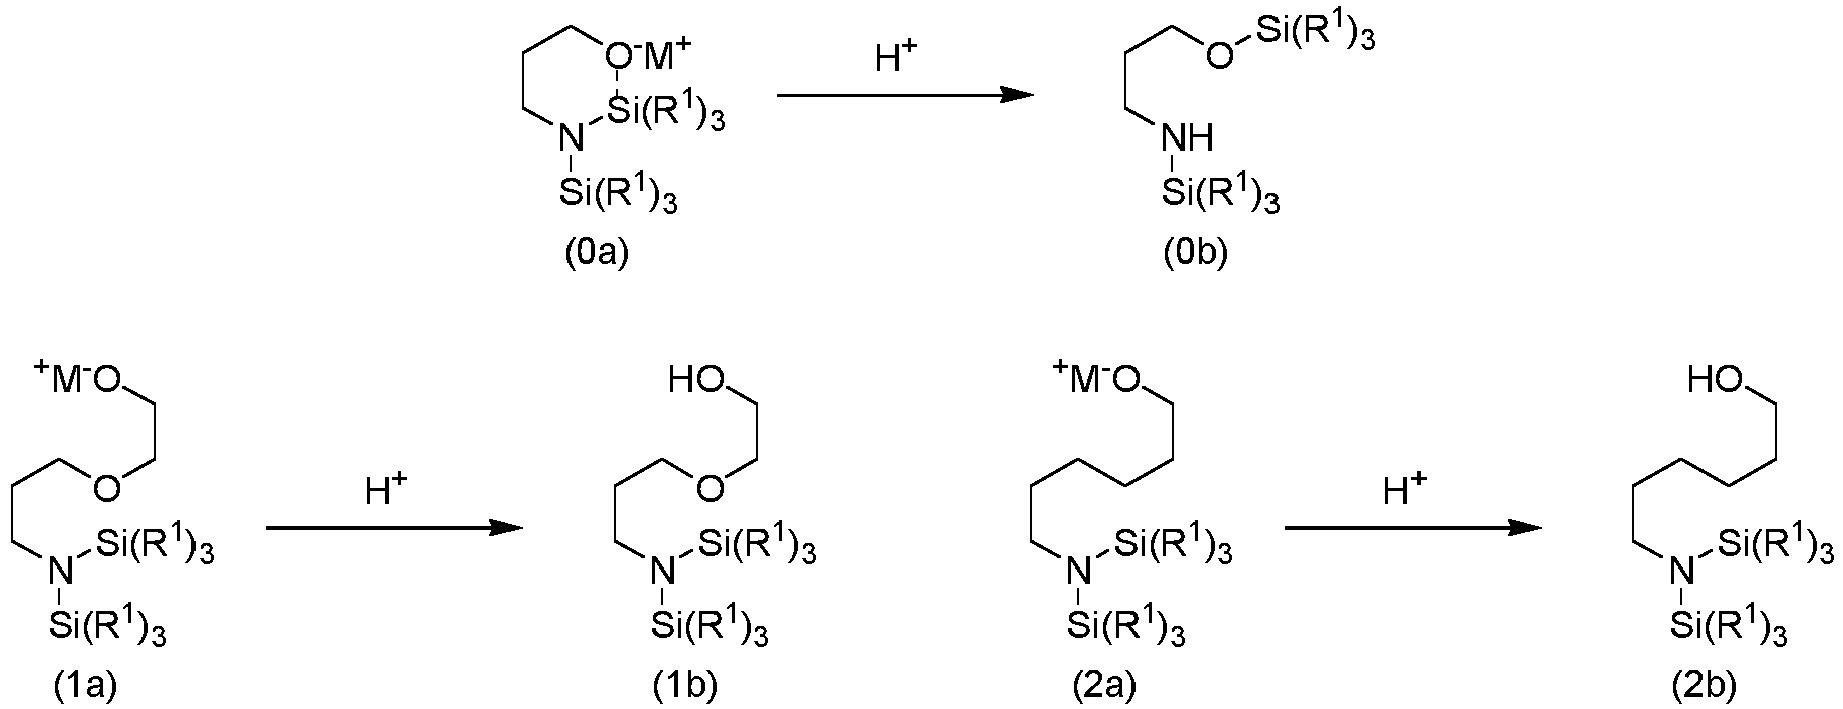 O⁻M⁺
Si(R¹)₃
N
Si(R¹)₃
(0a)
H⁺
Si(R¹)₃
O
NH
Si(R¹)₃
(0b)
⁺M⁻O
O
Si(R¹)₃
N
Si(R¹)₃
(1a)
H⁺
HO
O
Si(R¹)₃
N
Si(R¹)₃
(1b)
⁺M⁻O
Si(R¹)₃
N
Si(R¹)₃
(2a)
H⁺
HO
Si(R¹)₃
N
Si(R¹)₃
(2b)